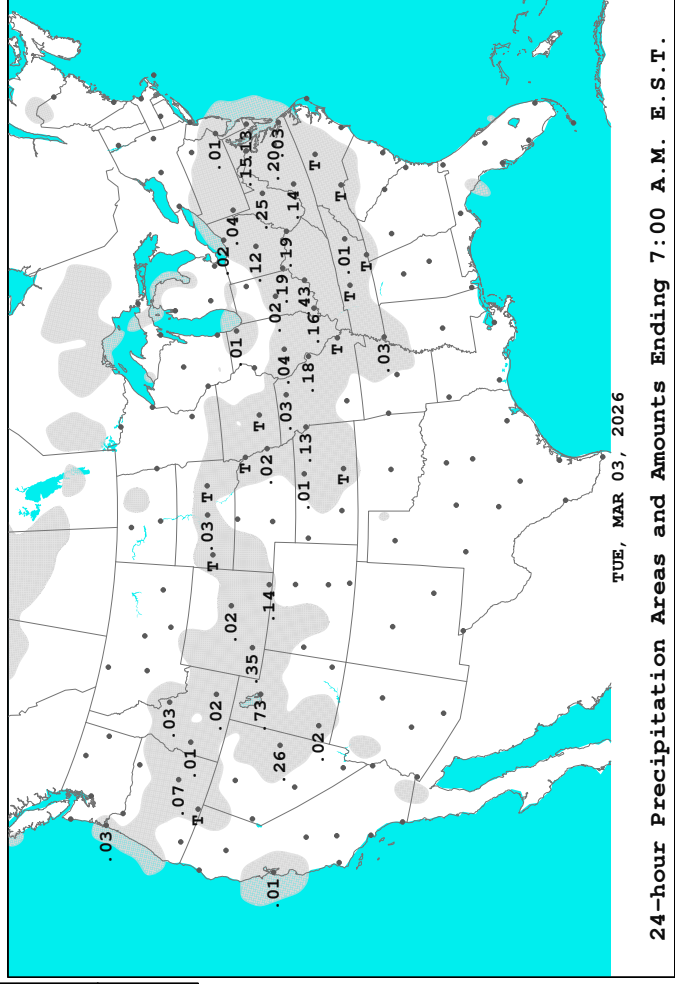 .01
.13
.15
.03
.20
T
.14
T
.25
.04
.02
.12
.19
.01
T
.19
T
.43
.02
.16
.01
T
.03
.04
.18
.03
T
.13
.02
T
.01
T
T
.03
T
.14
.02
.35
.73
.02
.03
.02
.26
.01
.07
T
.03
.01
TUE, MAR 03, 2026
24-hour Precipitation Areas and Amounts Ending 7:00 A.M. E.S.T.